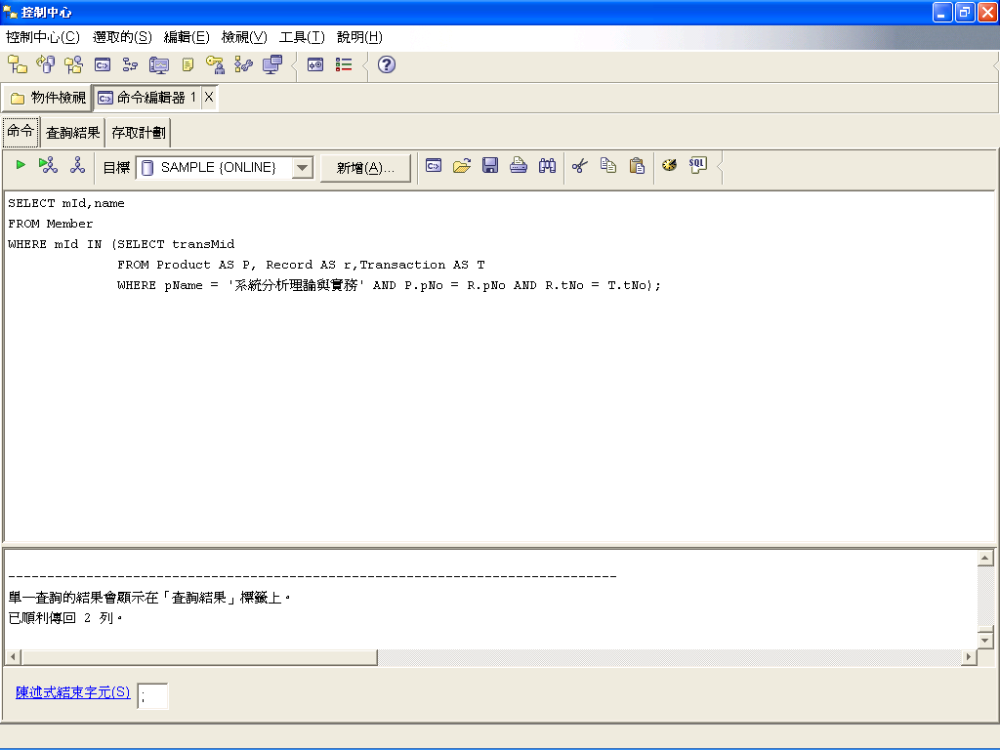 控制中心
控制中心(C) 選取的(S) 編輯(E) 檢視(V) 工具(T) 說明(H)
物件檢視 命令編輯器 1 X
命令 查詢結果 存取計劃
目標 SAMPLE {ONLINE} 新增(A)... SQL
SELECT mId,name
FROM Member
WHERE mId IN (SELECT transMid
FROM Product AS P, Record AS r,Transaction AS T
WHERE pName = '系統分析理論與實務' AND P.pNo = R.pNo AND R.tNo = T.tNo);
-------------------------------------------------------------------------------
單一查詢的結果會顯示在「查詢結果」標籤上。
已順利傳回 2 列。
陳述式結束字元(S) ;